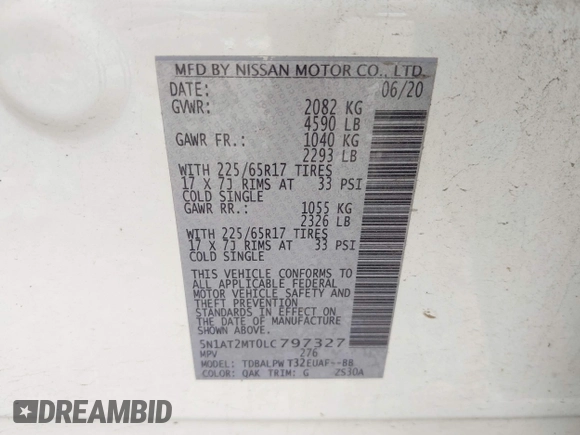 MFD BY NISSAN MOTOR CO., LTD.
DATE: 06/20
GVWR: 2082 KG
4590 LB
GAWR FR.: 1040 KG
2293 LB
WITH 225/65R17 TIRES
17 X 7J RIMS AT 33 PSI
COLD SINGLE
GAWR RR.: 1055 KG
2326 LB
WITH 225/65R17 TIRES
17 X 7J RIMS AT 33 PSI
COLD SINGLE
THIS VEHICLE CONFORMS TO
ALL APPLICABLE FEDERAL
MOTOR VEHICLE SAFETY AND
THEFT PREVENTION
STANDARDS IN EFFECT ON
THE DATE OF MANUFACTURE
SHOWN ABOVE.
5N1AT2MT0LC797327
MPV 276
MODEL: TDBALPW T32EUAF--BB
COLOR: QAK TRIM: G 2S30A
© AutoBidMaster